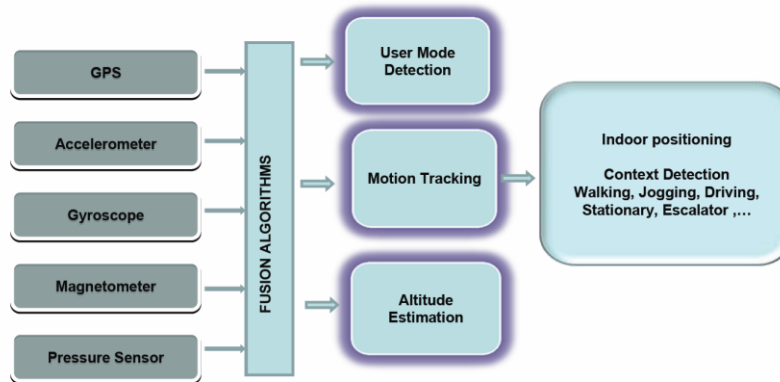 GPS
Accelerometer
Gyroscope
Magnetometer
Pressure Sensor
FUSION ALGORITHMS
User Mode
Detection
Motion Tracking
Altitude
Estimation
Indoor positioning
Context Detection
Walking, Jogging, Driving,
Stationary, Escalator ,...